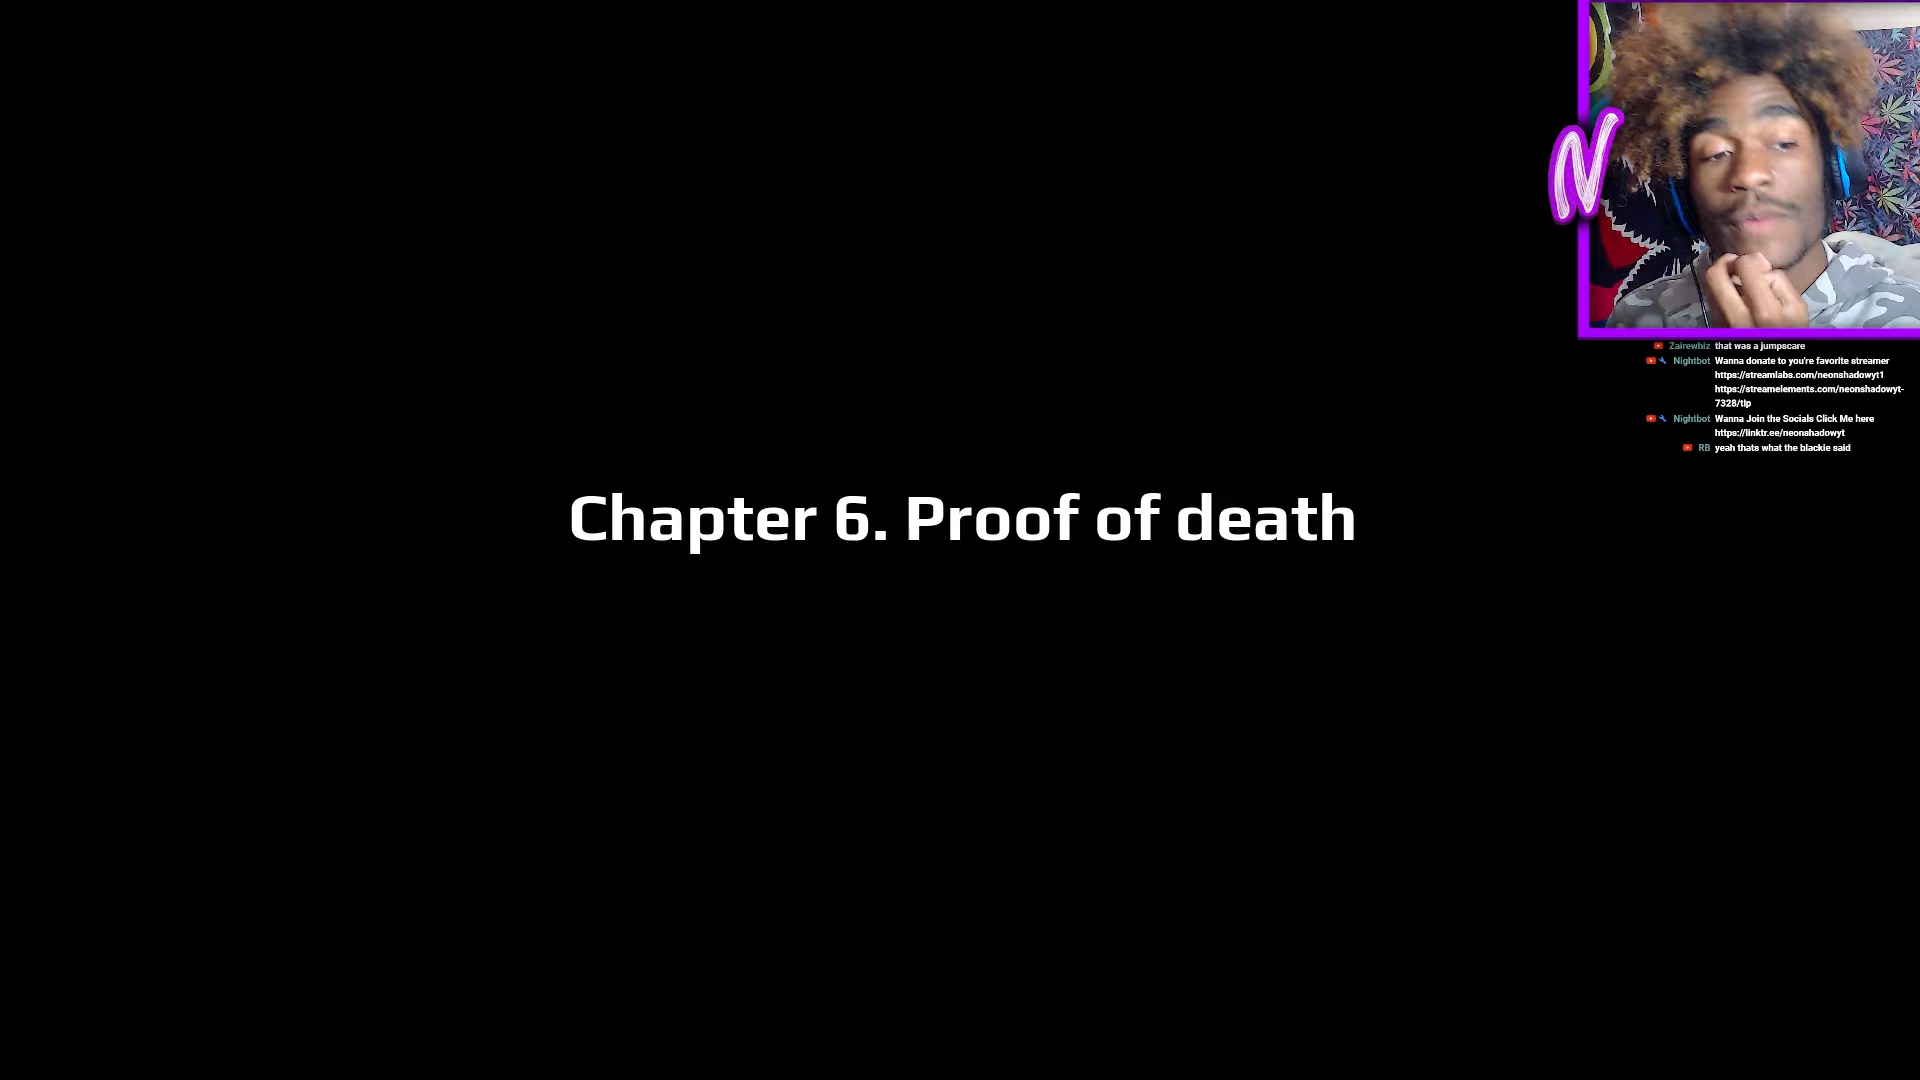 N
Zairewhiz that was a jumpscare
Nightbot Wanna donate to you're favorite streamer
https://streamlabs.com/neonshadowyt1
https://streamelements.com/neonshadowyt-
7328/tip
Nightbot Wanna Join the Socials Click Me here
https://linktr.ee/neonshadowyt
RB yeah thats what the blackie said
Chapter 6. Proof of death